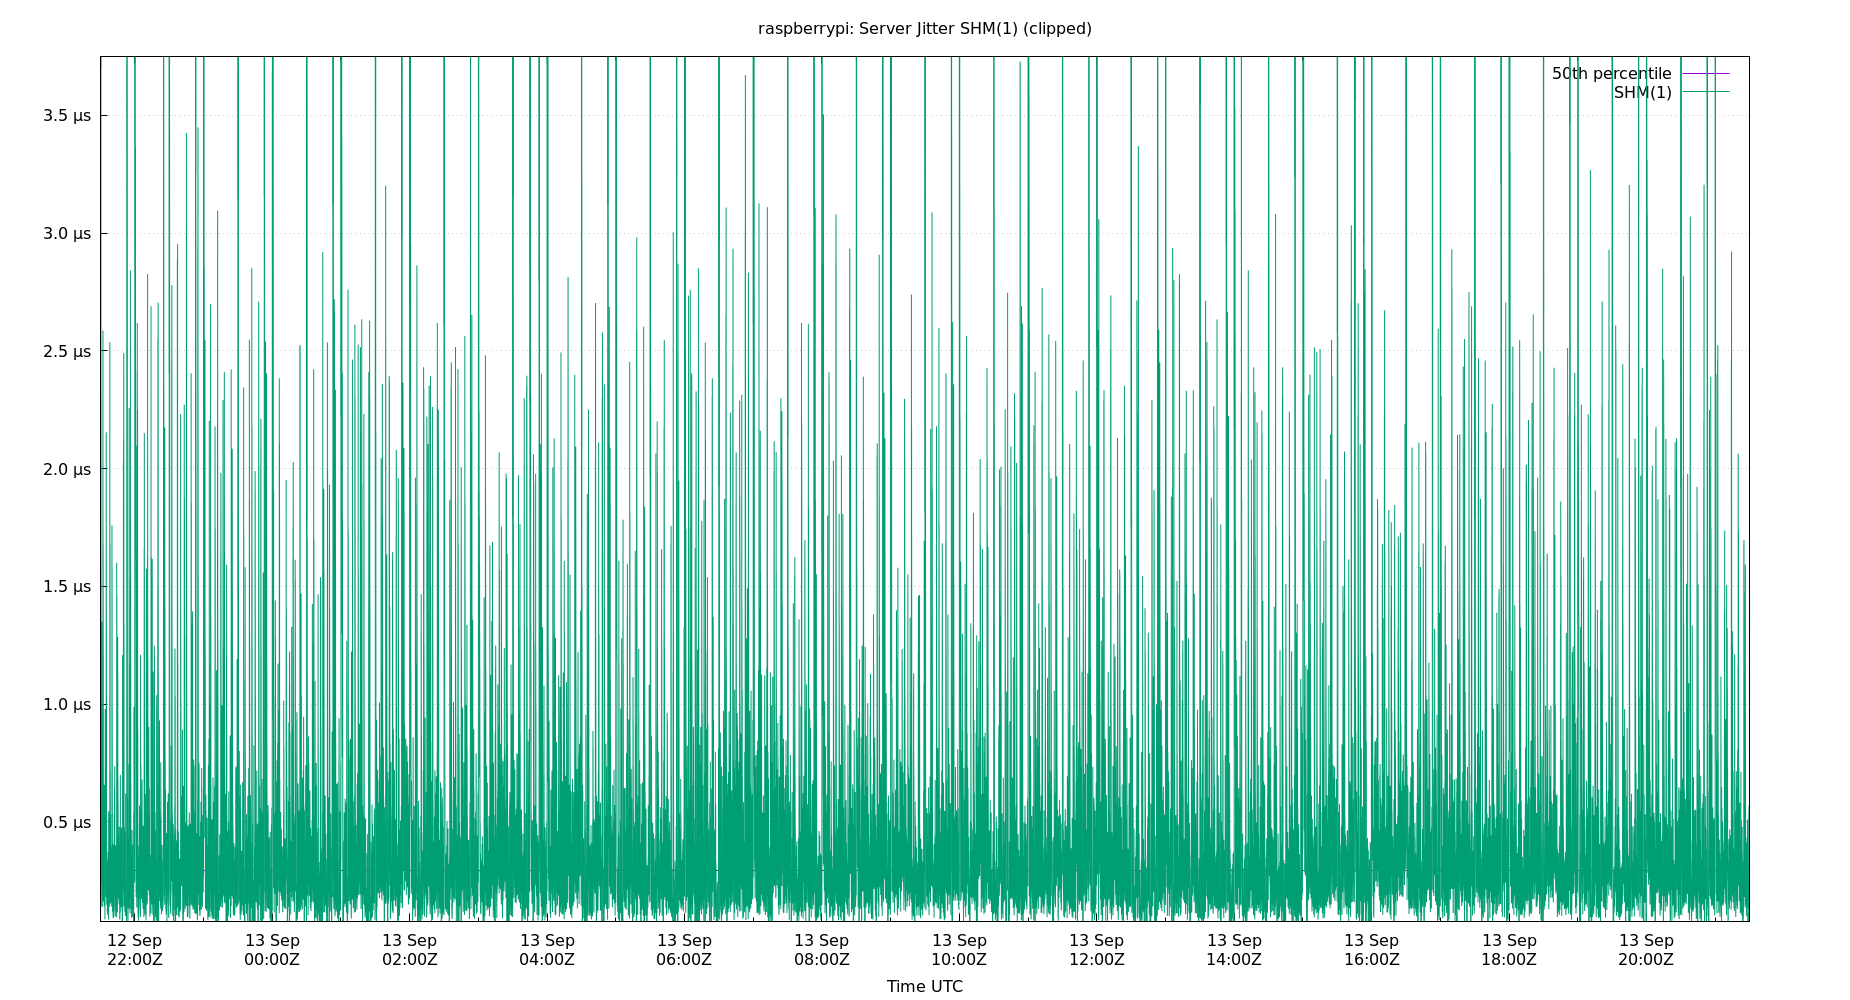 raspberrypi: Server Jitter SHM(1) (clipped)
50th percentile
SHM(1)
3.5 µs
3.0 µs
2.5 µs
2.0 µs
1.5 µs
1.0 µs
0.5 µs
12 Sep 13 Sep 13 Sep 13 Sep 13 Sep 13 Sep 13 Sep 13 Sep 13 Sep 13 Sep 13 Sep 13 Sep
22:00Z 00:00Z 02:00Z 04:00Z 06:00Z 08:00Z 10:00Z 12:00Z 14:00Z 16:00Z 18:00Z 20:00Z
Time UTC